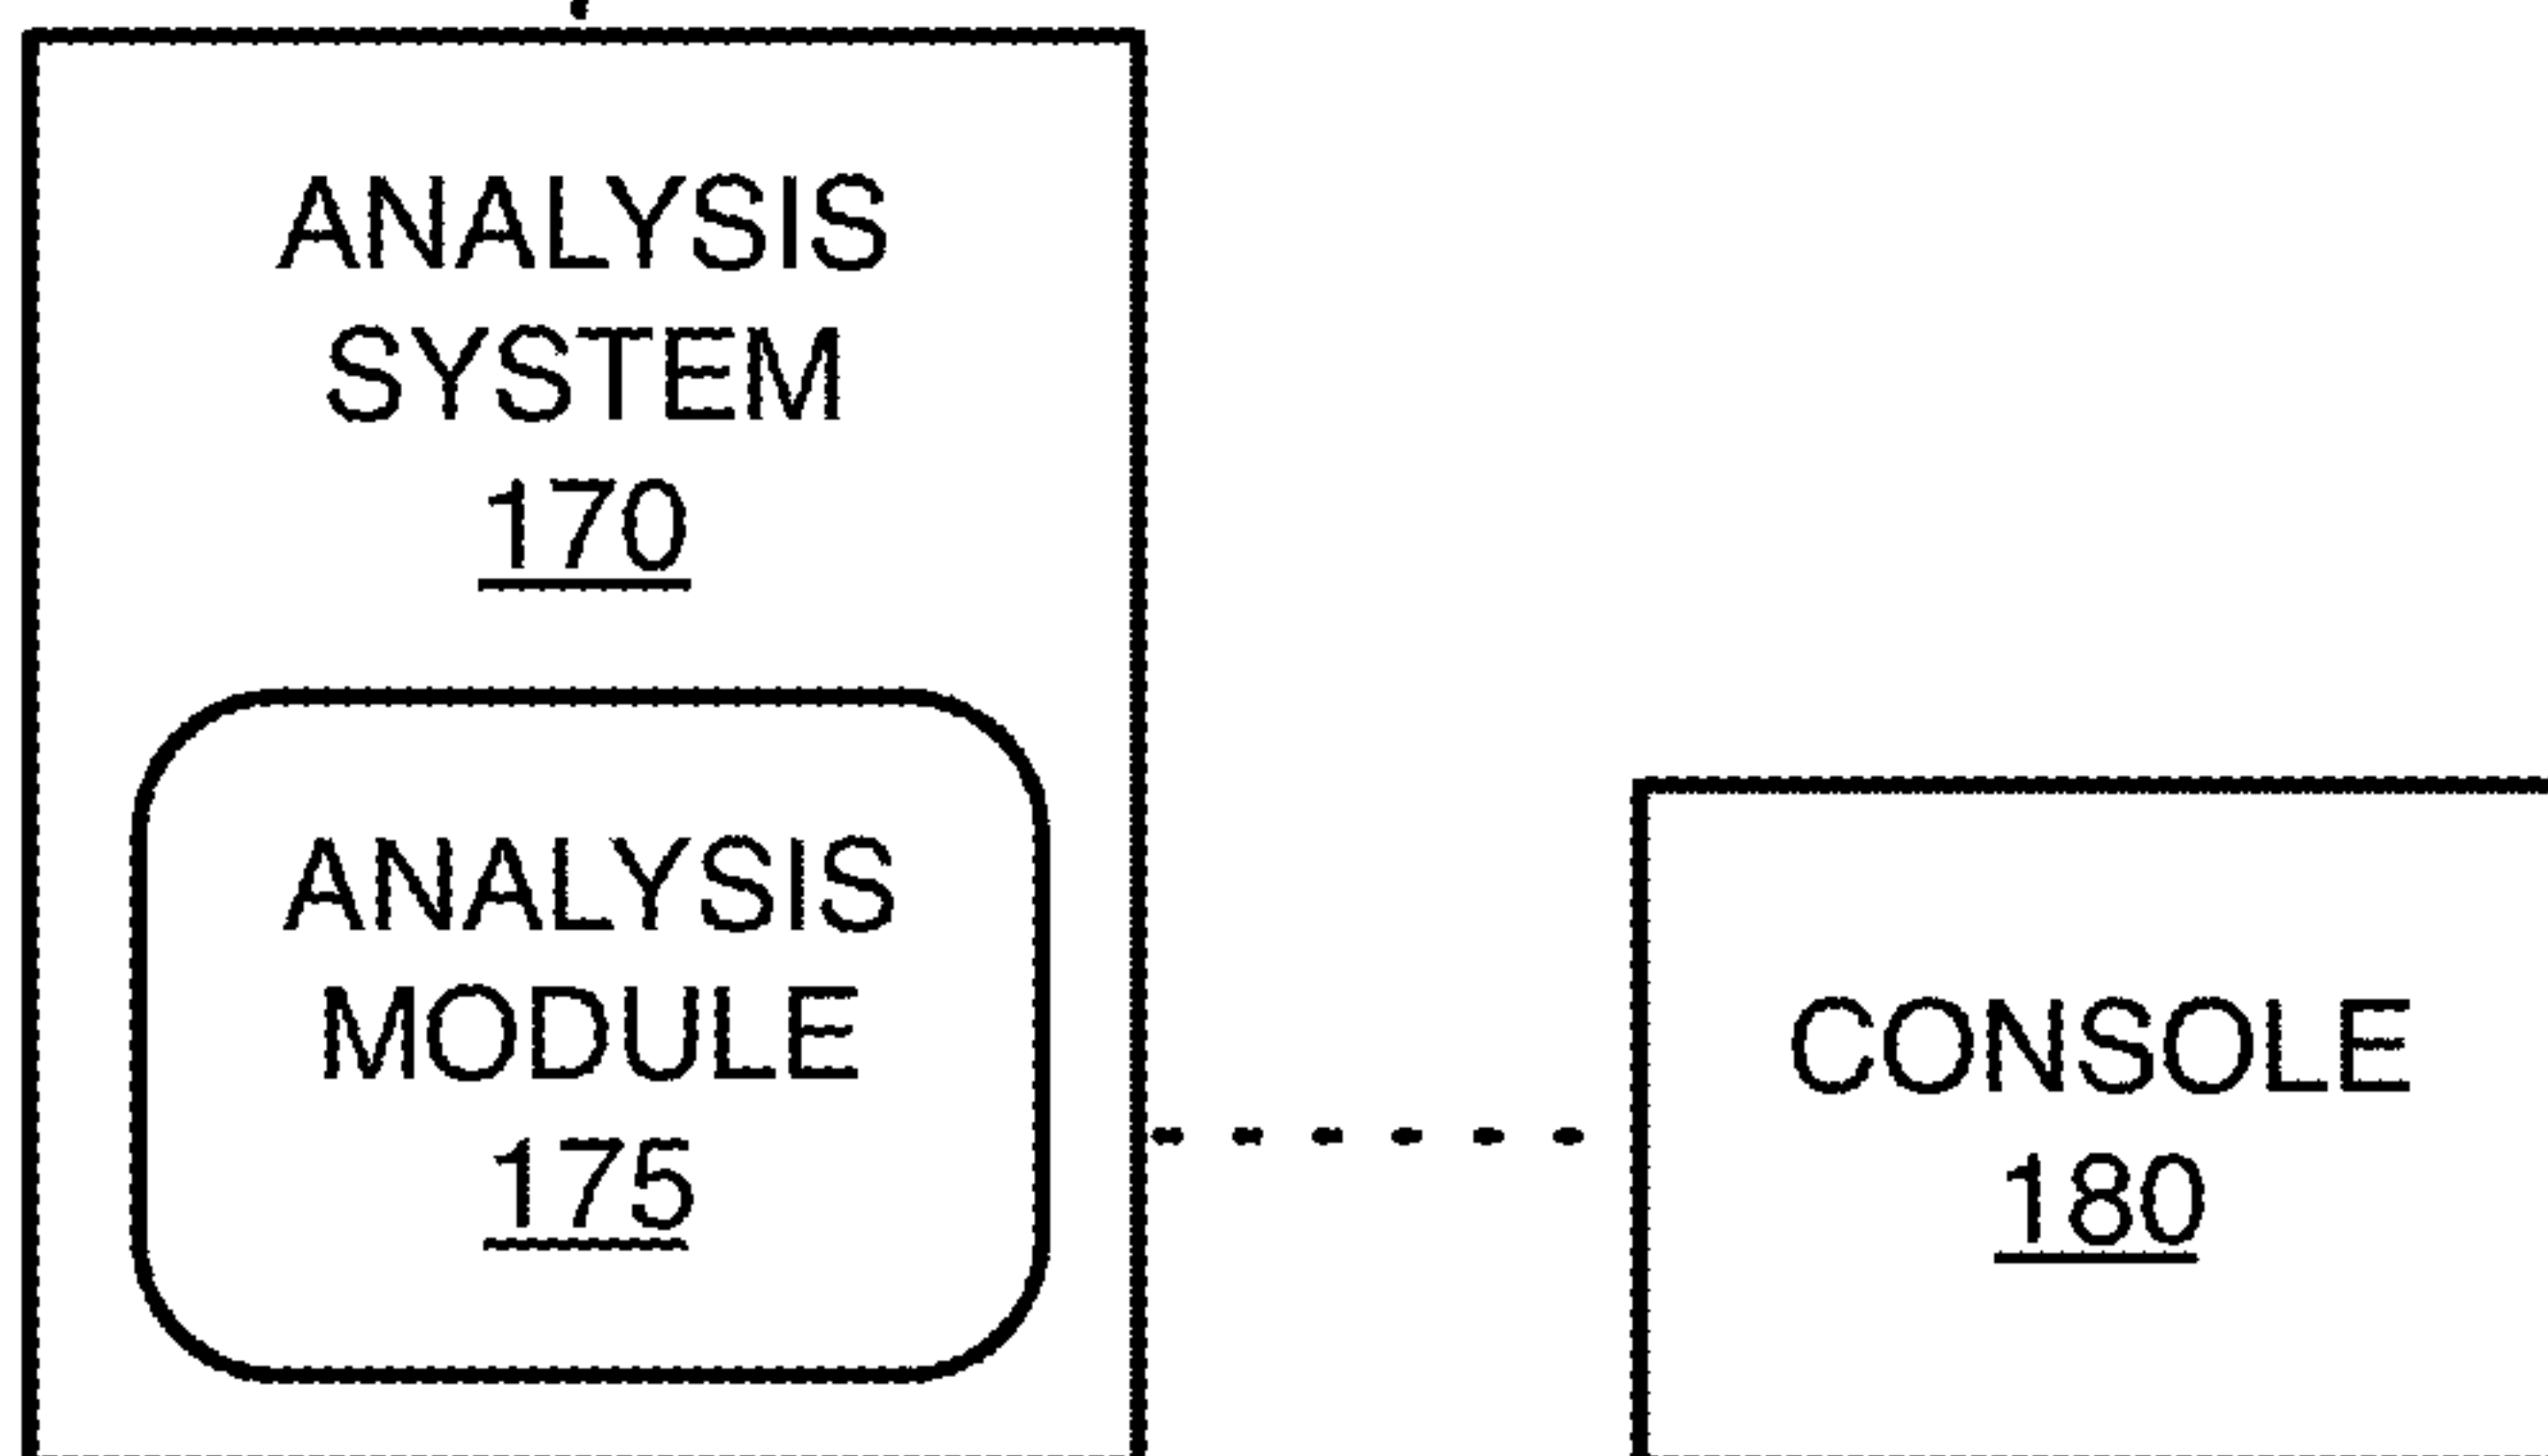 ANALYSIS
SYSTEM
170
ANALYSIS
MODULE
175
CONSOLE
180